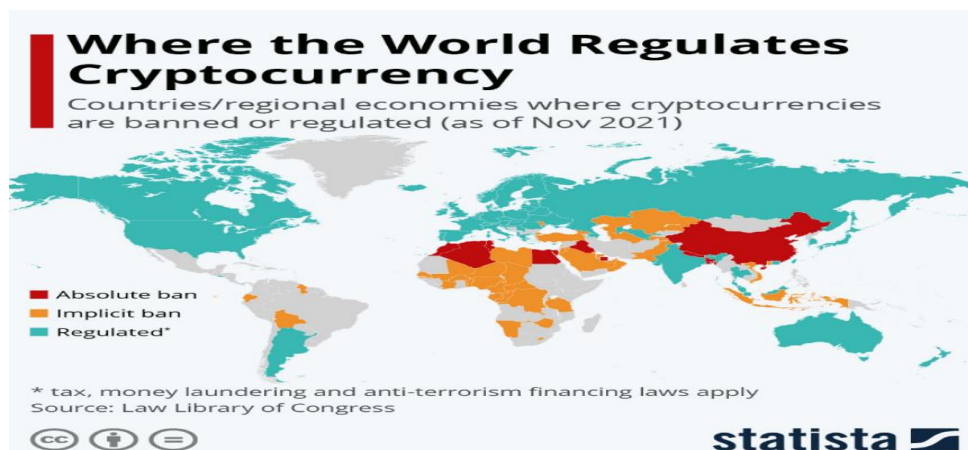 Where the World Regulates
Cryptocurrency
Countries/regional economies where cryptocurrencies
are banned or regulated (as of Nov 2021)
Absolute ban
Implicit ban
Regulated*
* tax, money laundering and anti-terrorism financing laws apply
Source: Law Library of Congress
cc
statista